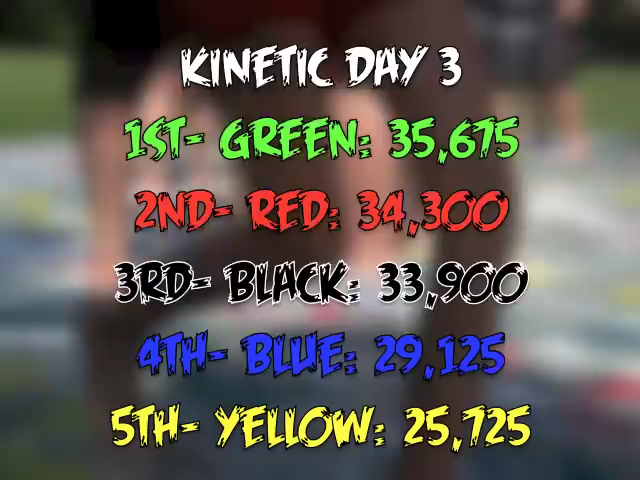 KINETIC DAY 3
1ST- GREEN: 35,675
2ND- RED: 34,300
3RD- BLACK: 33,900
4TH- BLUE: 29,125
5TH- YELLOW: 25,725